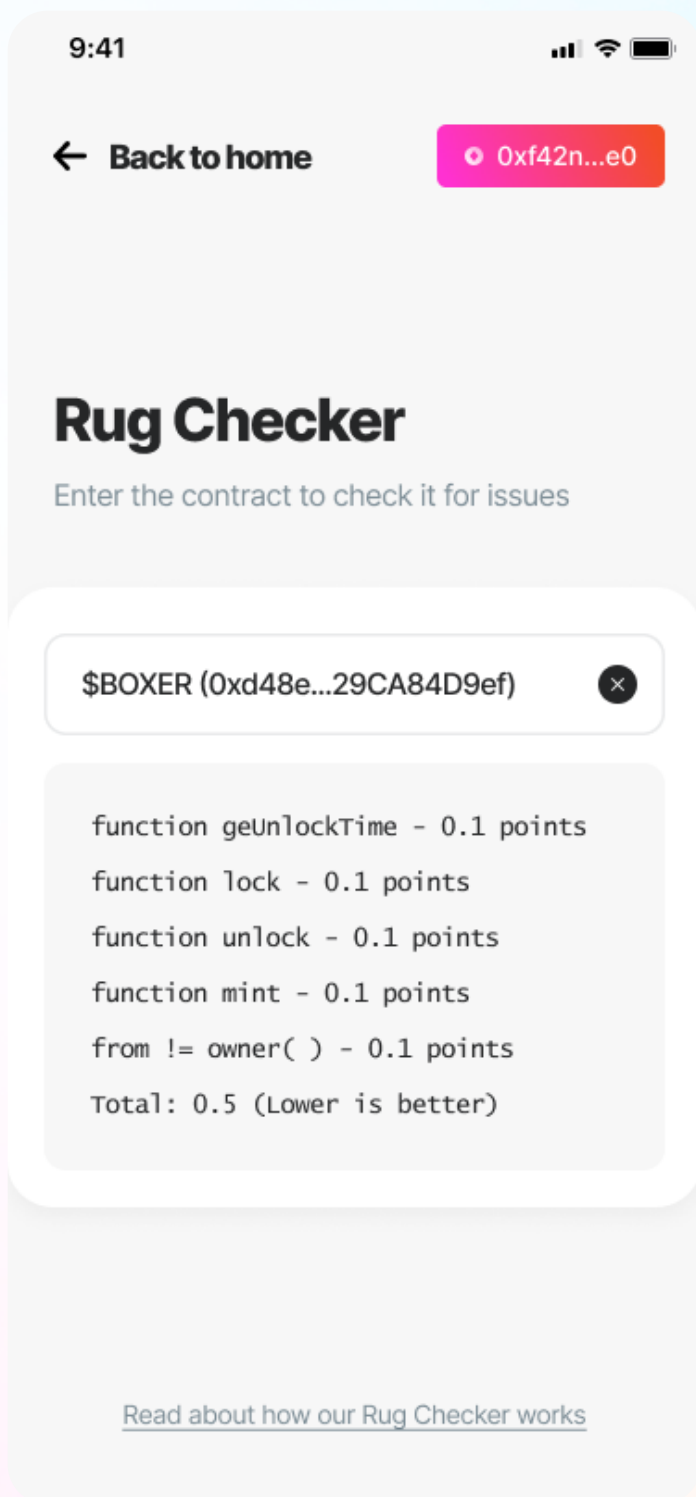 9:41
Back to home
0xf42n...e0
Rug Checker
Enter the contract to check it for issues
$BOXER (0xd48e...29CA84D9ef)
function geUnlockTime - 0.1 points
function lock - 0.1 points
function unlock - 0.1 points
function mint - 0.1 points
from != owner( ) - 0.1 points
Total: 0.5 (Lower is better)
Read about how our Rug Checker works